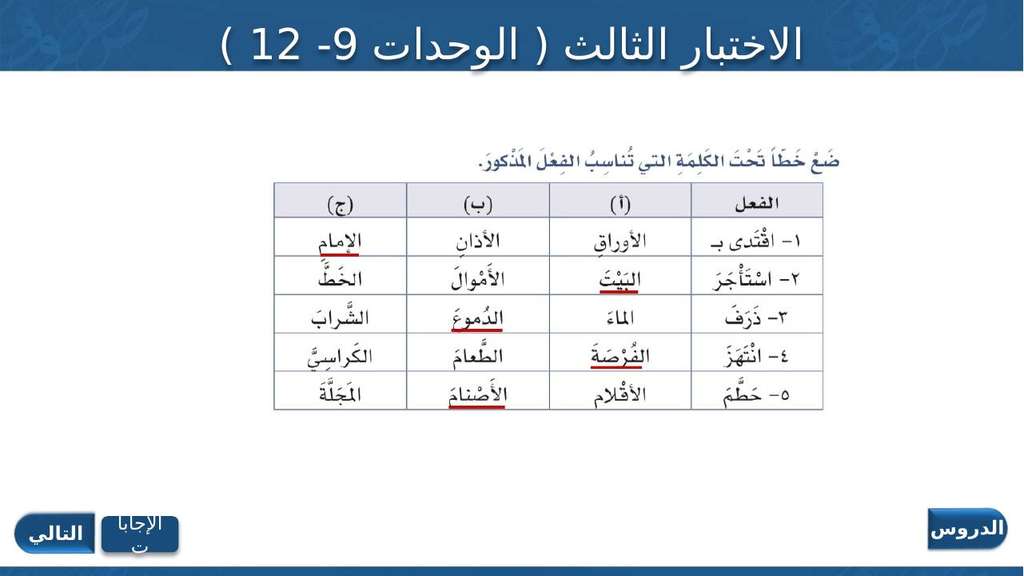 الاختبار الثالث ( الوحدات 9- 12 )
ضَعْ خَطّاً تَحْتَ الكَلِمَةِ التي تُناسِبُ الفِعْلَ المَذْكورَ.
الفعل (أ) (ب) (ج)
١- اقْتَدى بـ الأوراقِ الأذانِ الإمامِ
٢- اسْتَأْجَرَ البَيْتَ الأَمْوالَ الخَطَّ
٣- ذَرَفَ الماءَ الدُموعَ الشَّرابَ
٤- انْتَهَزَ الفُرْصَةَ الطَّعامَ الكَراسِيَّ
٥- حَطَّمَ الأقْلام الأَصْنامَ المَجَلَّةَ
الدروس
الإجابات
التالي